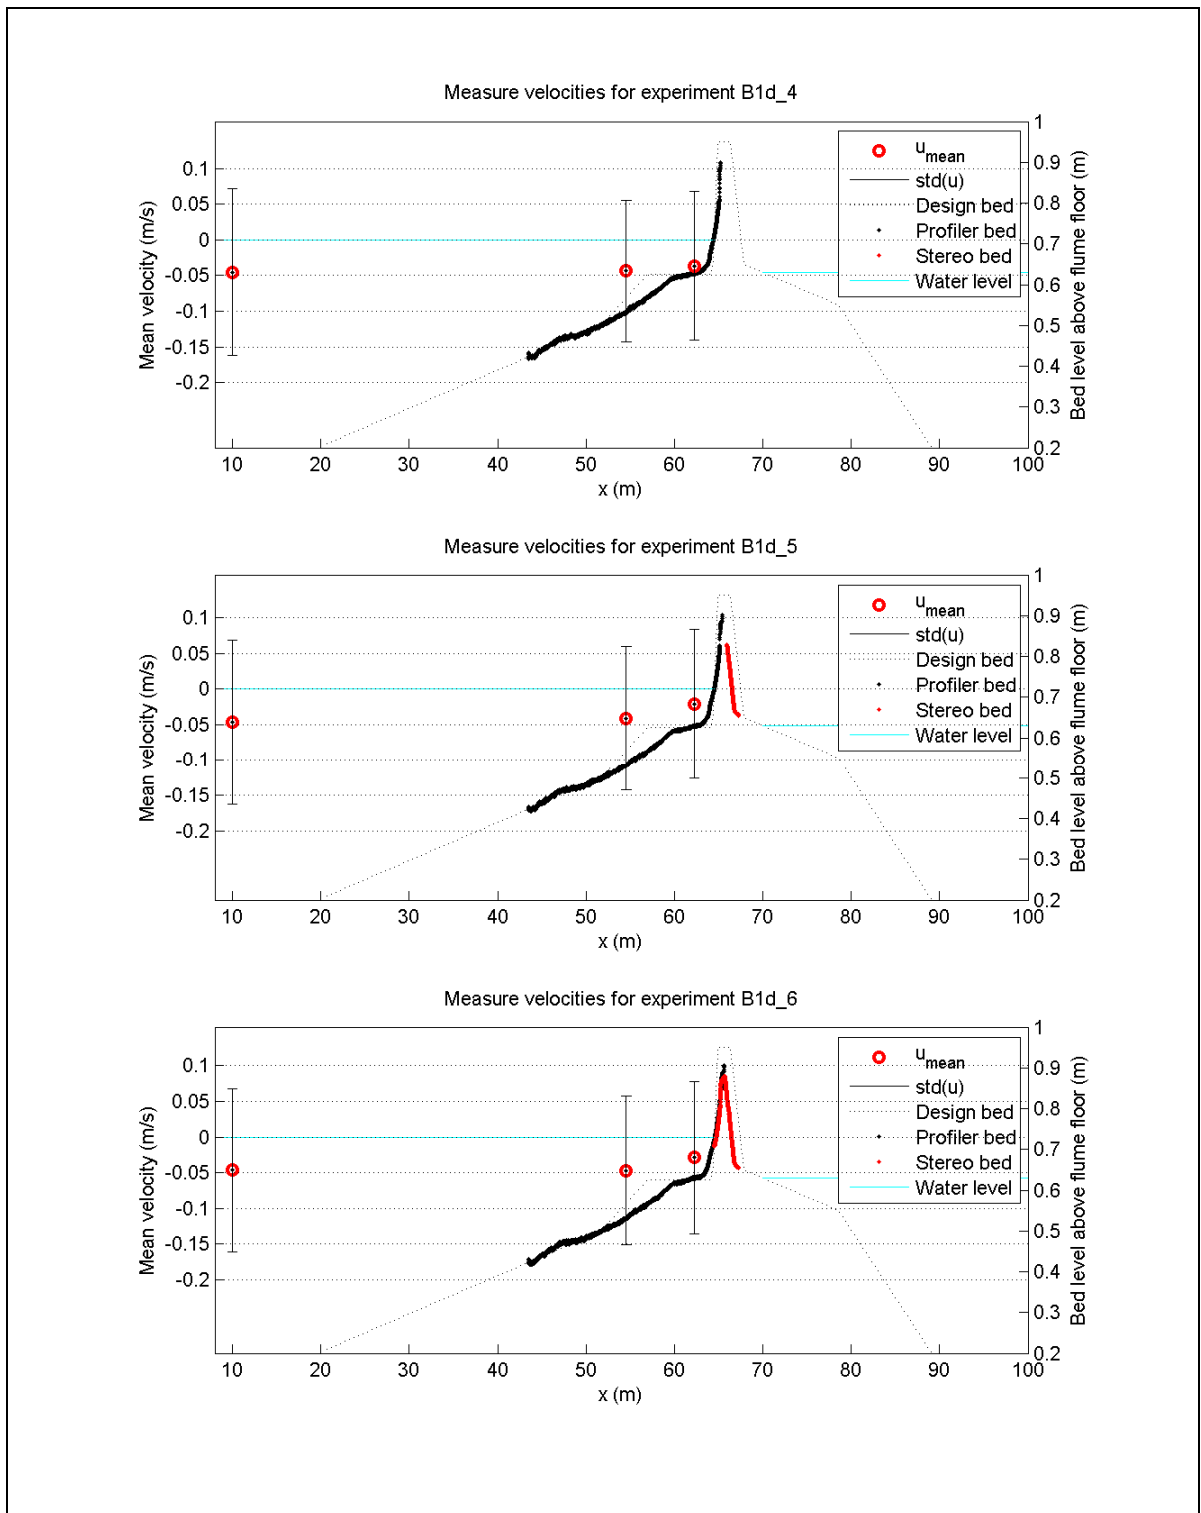 Measure velocities for experiment B1d_4
Mean velocity (m/s)
0.1
0.05
0
-0.05
-0.1
-0.15
-0.2
10 20 30 40 50 60 70 80 90 100
x (m)
1
0.9
0.8
0.7
0.6
0.5
0.4
0.3
0.2
Bed level above flume floor (m)
u_mean
std(u)
Design bed
Profiler bed
Stereo bed
Water level
Measure velocities for experiment B1d_5
Mean velocity (m/s)
0.1
0.05
0
-0.05
-0.1
-0.15
-0.2
10 20 30 40 50 60 70 80 90 100
x (m)
1
0.9
0.8
0.7
0.6
0.5
0.4
0.3
0.2
Bed level above flume floor (m)
u_mean
std(u)
Design bed
Profiler bed
Stereo bed
Water level
Measure velocities for experiment B1d_6
Mean velocity (m/s)
0.1
0.05
0
-0.05
-0.1
-0.15
-0.2
10 20 30 40 50 60 70 80 90 100
x (m)
1
0.9
0.8
0.7
0.6
0.5
0.4
0.3
0.2
Bed level above flume floor (m)
u_mean
std(u)
Design bed
Profiler bed
Stereo bed
Water level